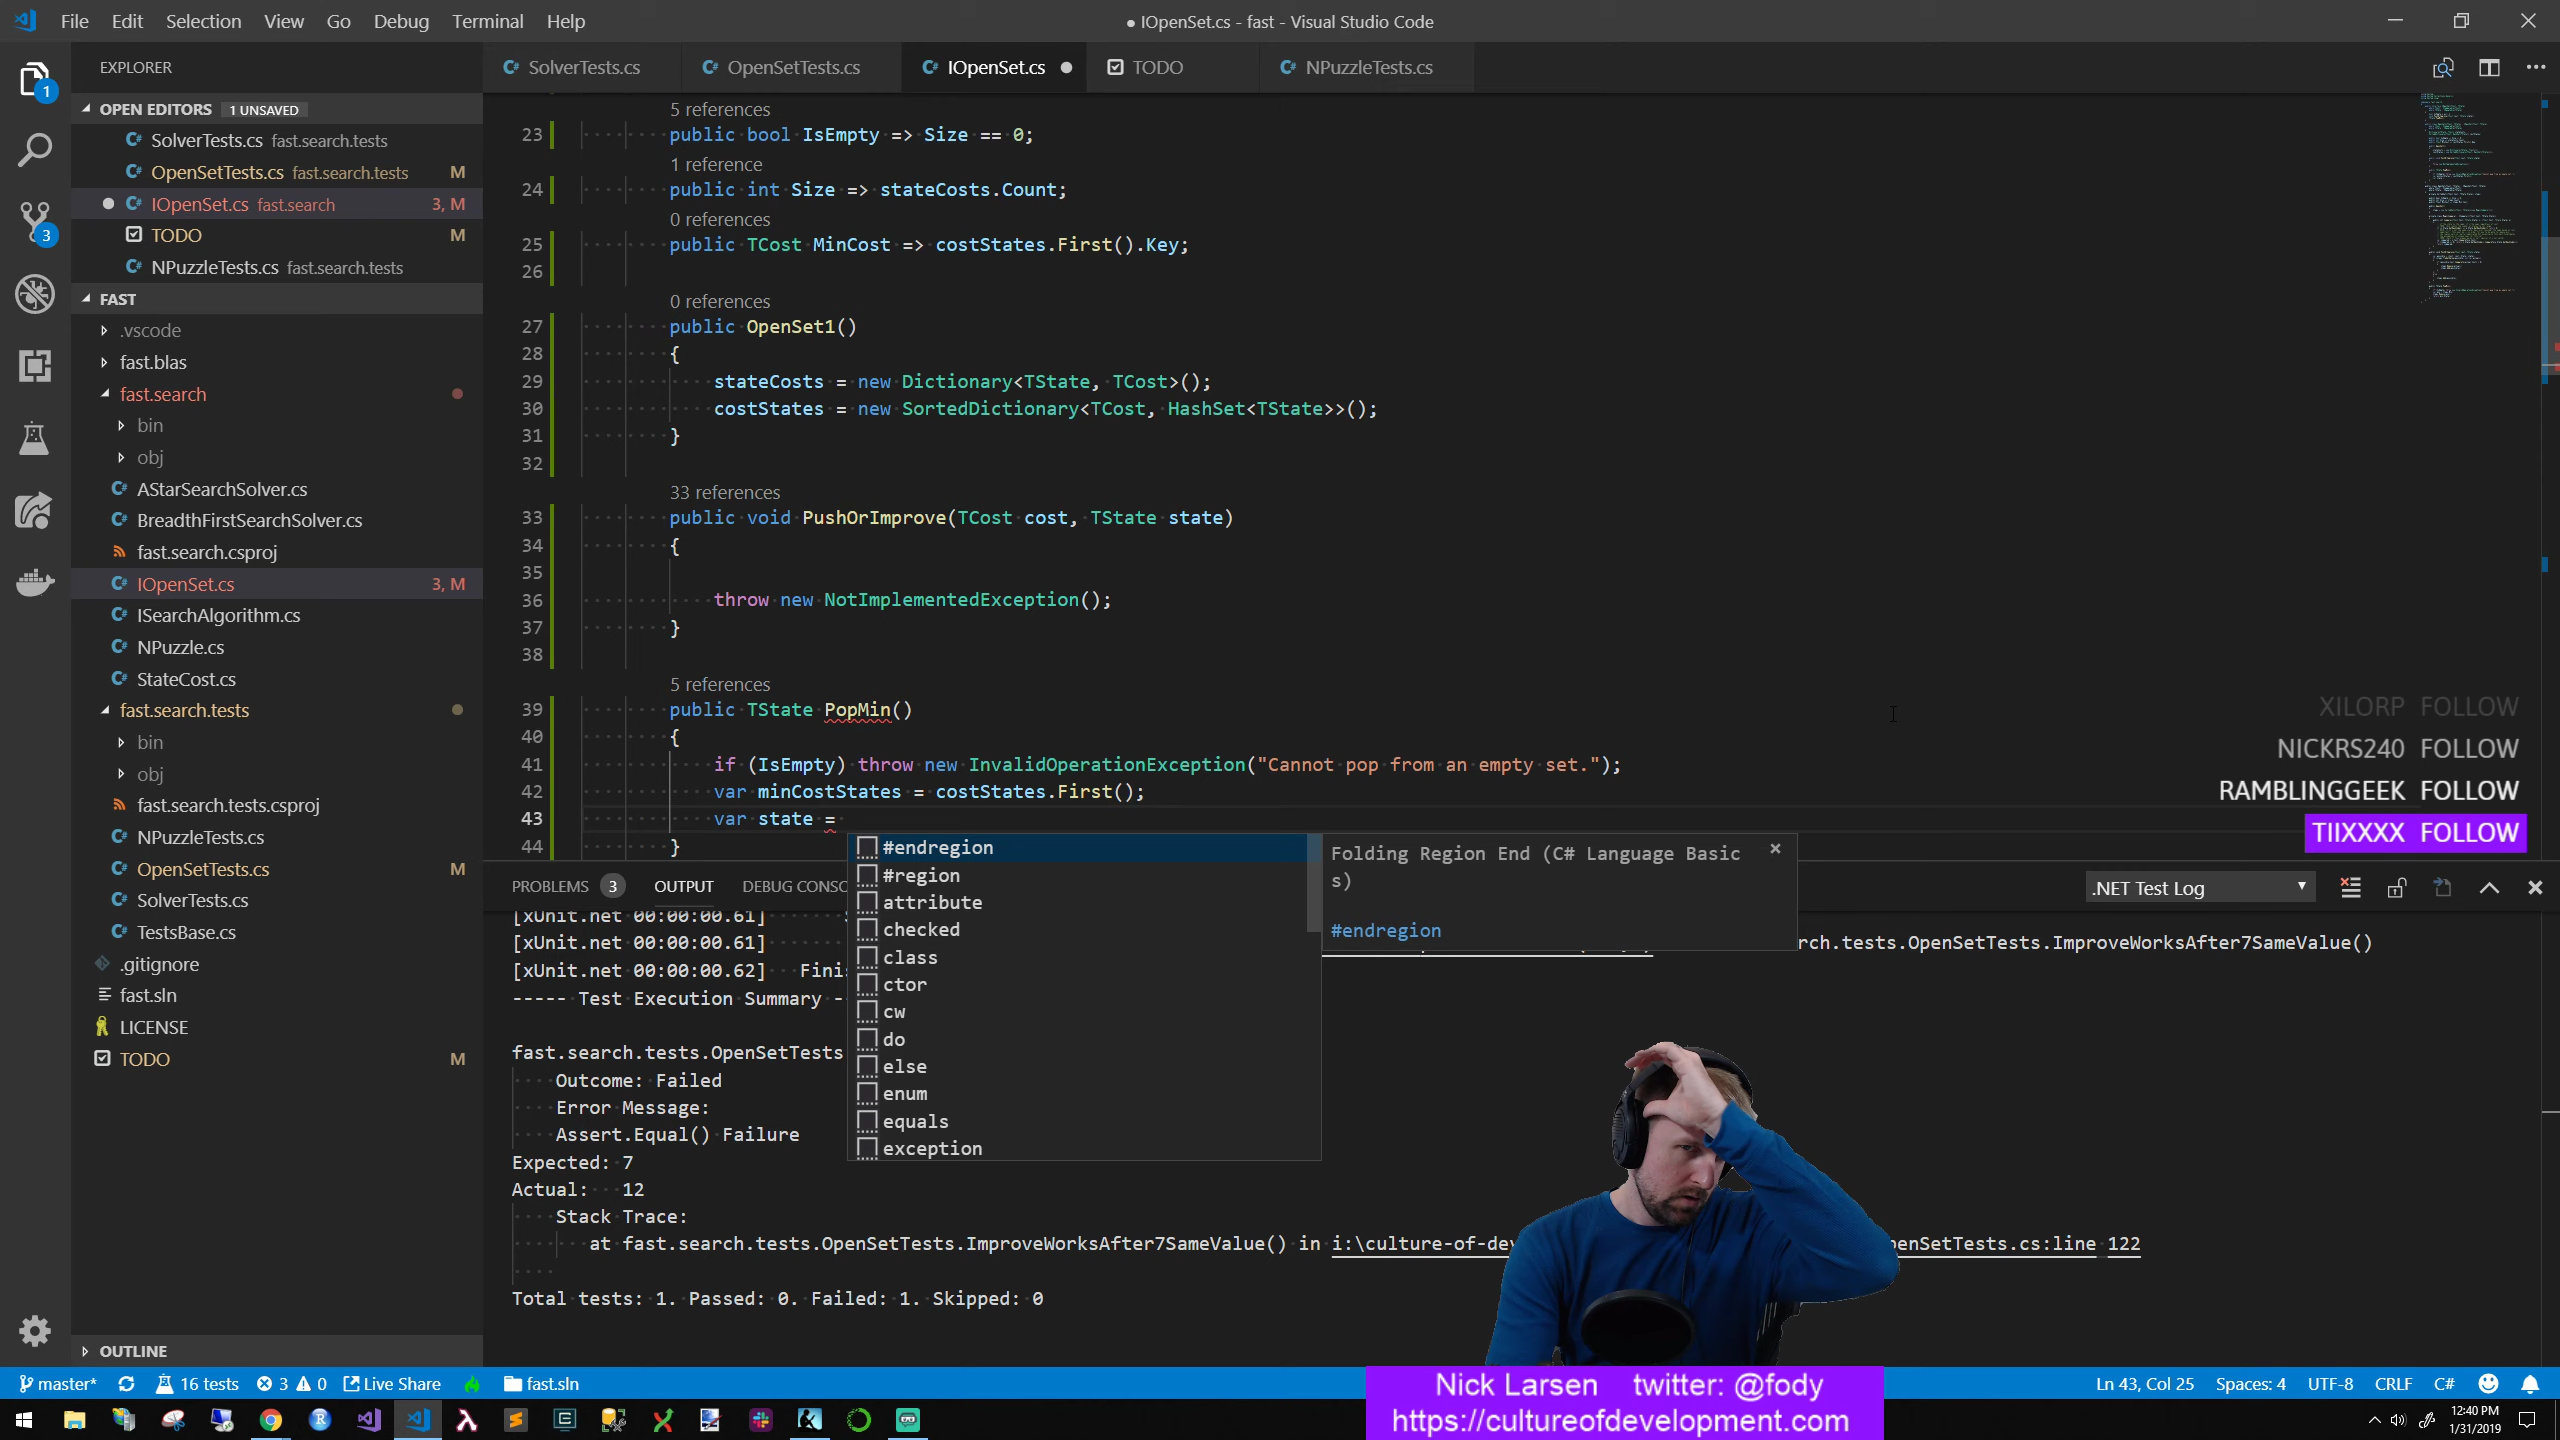 File Edit Selection View Go Debug Terminal Help
● IOpenSet.cs - fast - Visual Studio Code
EXPLORER
OPEN EDITORS 1 UNSAVED
SolverTests.cs fast.search.tests
OpenSetTests.cs fast.search.tests M
IOpenSet.cs fast.search 3, M
TODO M
NPuzzleTests.cs fast.search.tests
FAST
.vscode
fast.blas
fast.search
bin
obj
AStarSearchSolver.cs
BreadthFirstSearchSolver.cs
fast.search.csproj
IOpenSet.cs 3, M
ISearchAlgorithm.cs
NPuzzle.cs
StateCost.cs
fast.search.tests
bin
obj
fast.search.tests.csproj
NPuzzleTests.cs
OpenSetTests.cs M
SolverTests.cs
TestsBase.cs
.gitignore
fast.sln
LICENSE
TODO M
OUTLINE
1
3
SolverTests.cs OpenSetTests.cs IOpenSet.cs TODO NPuzzleTests.cs
5 references
23 public bool IsEmpty => Size == 0;
1 reference
24 public int Size => stateCosts.Count;
0 references
25 public TCost MinCost => costStates.First().Key;
26
0 references
27 public OpenSet1()
28 {
29 stateCosts = new Dictionary<TState, TCost>();
30 costStates = new SortedDictionary<TCost, HashSet<TState>>();
31 }
32
33 references
33 public void PushOrImprove(TCost cost, TState state)
34 {
35
36 throw new NotImplementedException();
37 }
38
5 references
39 public TState PopMin()
40 {
41 if (IsEmpty) throw new InvalidOperationException("Cannot pop from an empty set.");
42 var minCostStates = costStates.First();
43 var state =
44 }
#endregion
#region
attribute
checked
class
ctor
cw
do
else
enum
equals
exception
Folding Region End (C# Language Basic
s)
#endregion
XILORP FOLLOW
NICKRS240 FOLLOW
RAMBLINGGEEK FOLLOW
TIIXXXX FOLLOW
PROBLEMS 3 OUTPUT DEBUG CONSO
.NET Test Log
[xUnit.net 00:00:00.61]
[xUnit.net 00:00:00.61] rch.tests.OpenSetTests.ImproveWorksAfter7SameValue()
[xUnit.net 00:00:00.62] Fini
----- Test Execution Summary -
fast.search.tests.OpenSetTests
Outcome: Failed
Error Message:
Assert.Equal() Failure
Expected: 7
Actual: 12
Stack Trace:
at fast.search.tests.OpenSetTests.ImproveWorksAfter7SameValue() in i:\culture-of-de penSetTests.cs:line 122
Total tests: 1. Passed: 0. Failed: 1. Skipped: 0
master* 16 tests 3 0 Live Share fast.sln
Ln 43, Col 25 Spaces: 4 UTF-8 CRLF C#
Nick Larsen twitter: @fody
https://cultureofdevelopment.com
12:40 PM
1/31/2019